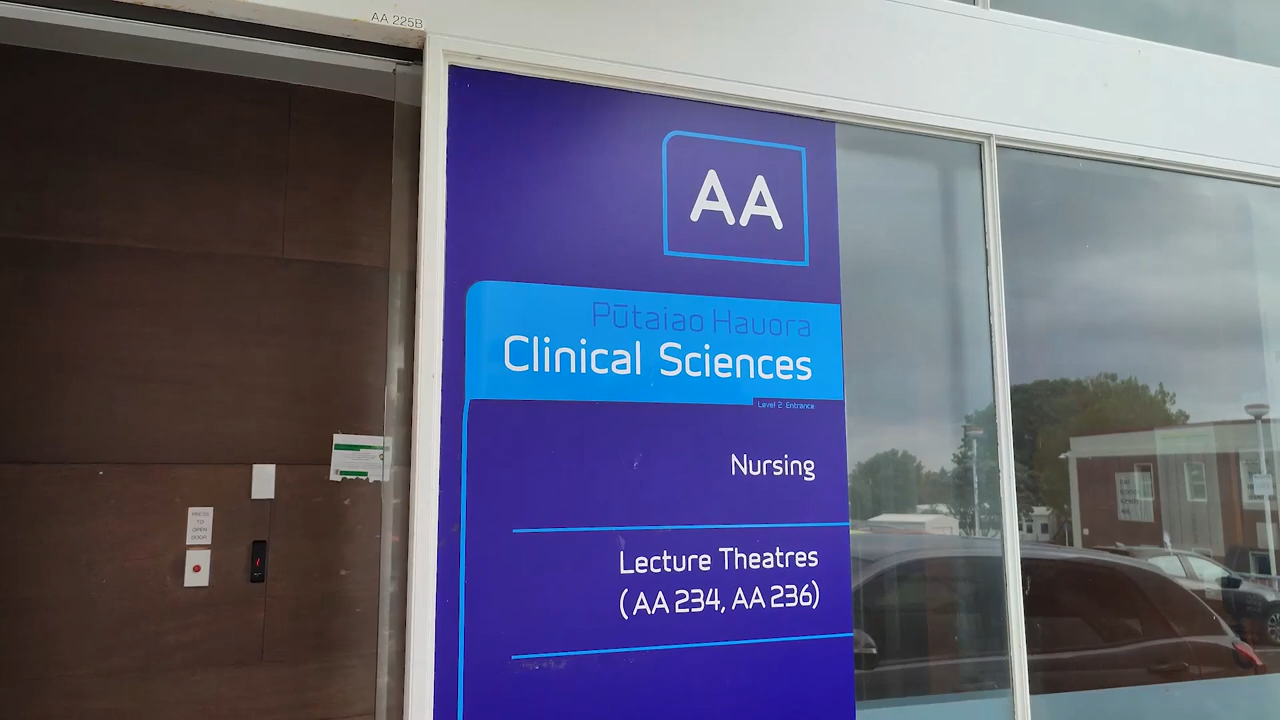 AA 225B
AA
Pūtaiao Hauora
Clinical Sciences
Level 2 Entrance
Nursing
Lecture Theatres
(AA 234, AA 236)
PRESS
TO
OPEN
DOOR